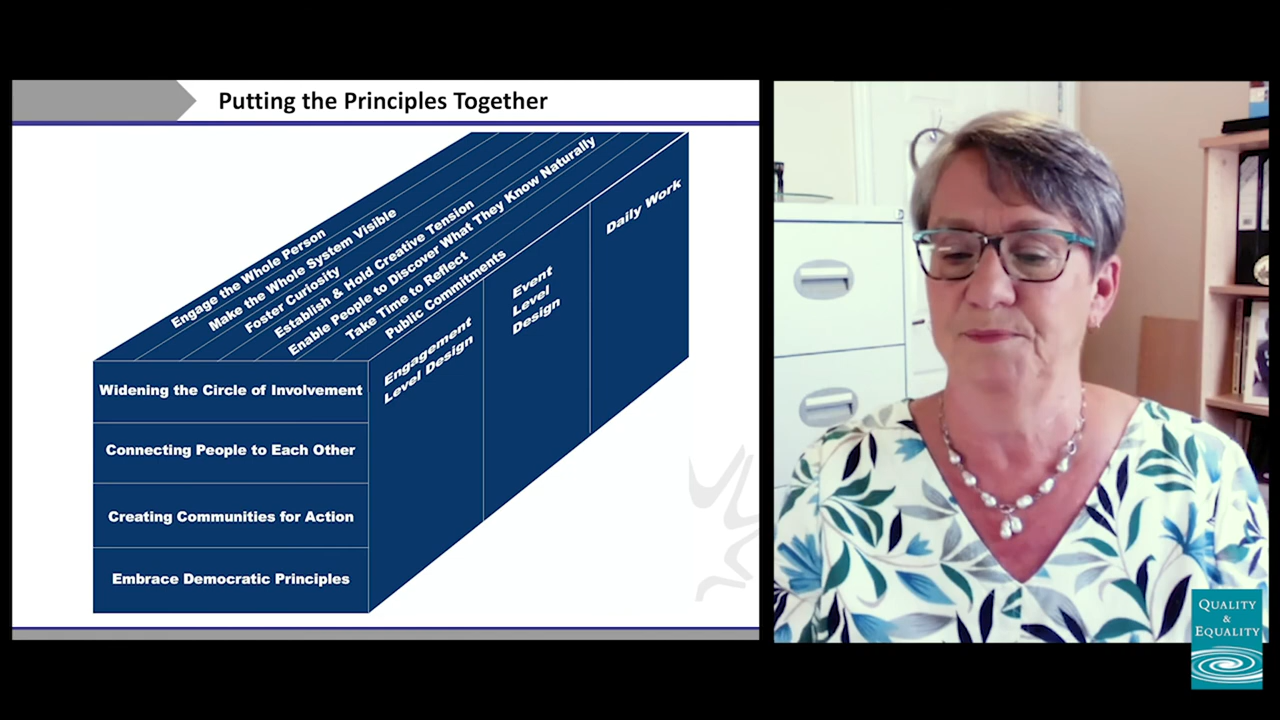 Putting the Principles Together
Engage the Whole Person
Make the Whole System Visible
Foster Curiosity
Establish & Hold Creative Tension
Enable People to Discover What They Know Naturally
Take Time to Reflect
Public Commitments
Engagement
Level Design
Event
Level
Design
Daily Work
Widening the Circle of Involvement
Connecting People to Each Other
Creating Communities for Action
Embrace Democratic Principles
QUALITY
&
EQUALITY